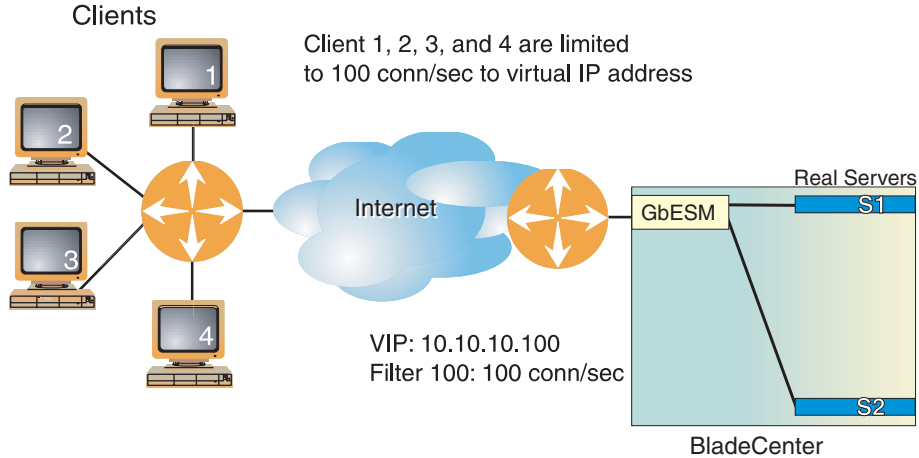 Clients
Client 1, 2, 3, and 4 are limited
to 100 conn/sec to virtual IP address
1
2
3
4
Internet
Real Servers
GbESM
S1
S2
VIP: 10.10.10.100
Filter 100: 100 conn/sec
BladeCenter